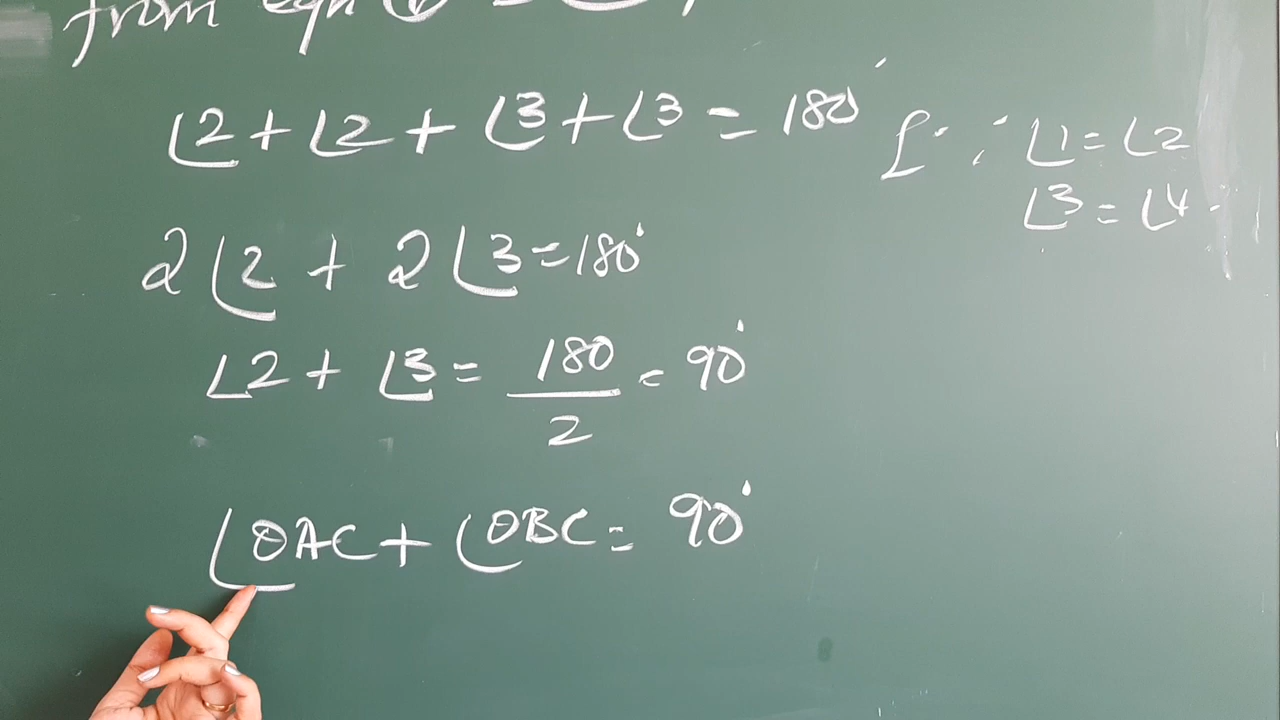 from eqn
∠2 + ∠2 + ∠3 + ∠3 = 180° [∵ ∠1 = ∠2
∠3 = ∠4
2∠2 + 2∠3 = 180°
∠2 + ∠3 = 180/2 = 90°
∠OAC + ∠OBC = 90°